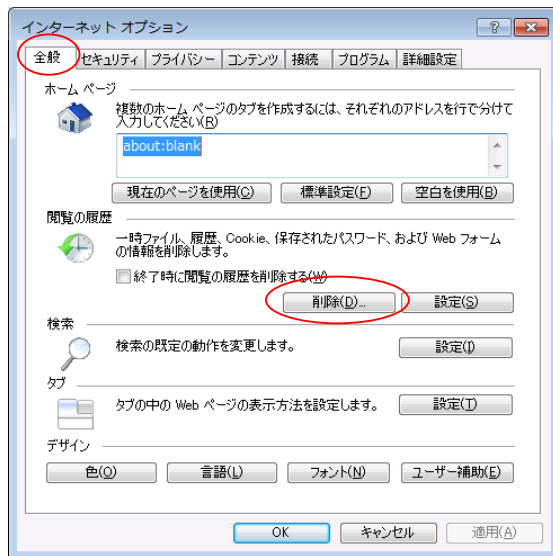 インターネット オプション
全般 セキュリティ プライバシー コンテンツ 接続 プログラム 詳細設定
ホーム ページ
複数のホーム ページのタブを作成するには、それぞれのアドレスを行で分けて
入力してください(R)
about:blank
現在のページを使用(C) 標準設定(F) 空白を使用(B)
閲覧の履歴
一時ファイル、履歴、Cookie、保存されたパスワード、および Web フォーム
の情報を削除します。
終了時に閲覧の履歴を削除する(W)
削除(D)... 設定(S)
検索
検索の既定の動作を変更します。 設定(I)
タブ
タブの中の Web ページの表示方法を設定します。 設定(T)
デザイン
色(O) 言語(L) フォント(N) ユーザー補助(E)
OK キャンセル 適用(A)